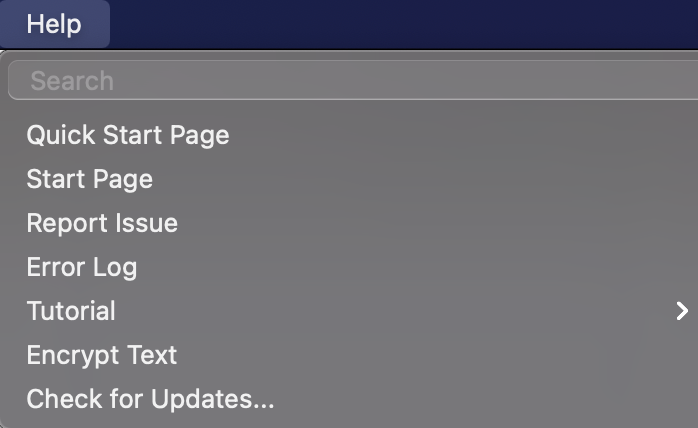 Help
Search
Quick Start Page
Start Page
Report Issue
Error Log
Tutorial
Encrypt Text
Check for Updates...